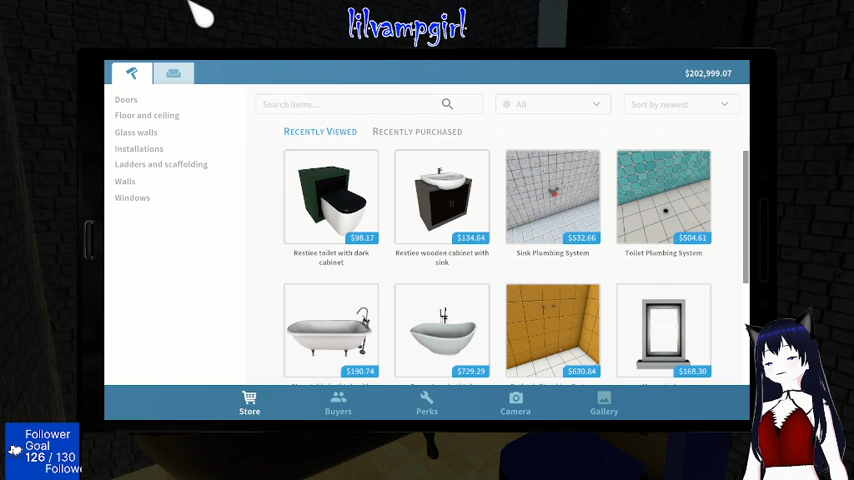 lilvampgirl
$202,999.07
Search items...
All
Sort by newest
Doors
Floor and ceiling
Glass walls
Installations
Ladders and scaffolding
Walls
Windows
RECENTLY VIEWED
RECENTLY PURCHASED
$98.17
$134.64
$532.66
$504.61
Restiee toilet with dark cabinet
Restiee wooden cabinet with sink
Sink Plumbing System
Toilet Plumbing System
$190.74
$729.29
$630.84
$168.30
Store
Buyers
Perks
Camera
Gallery
Follower
Goal
126 / 130
Followe